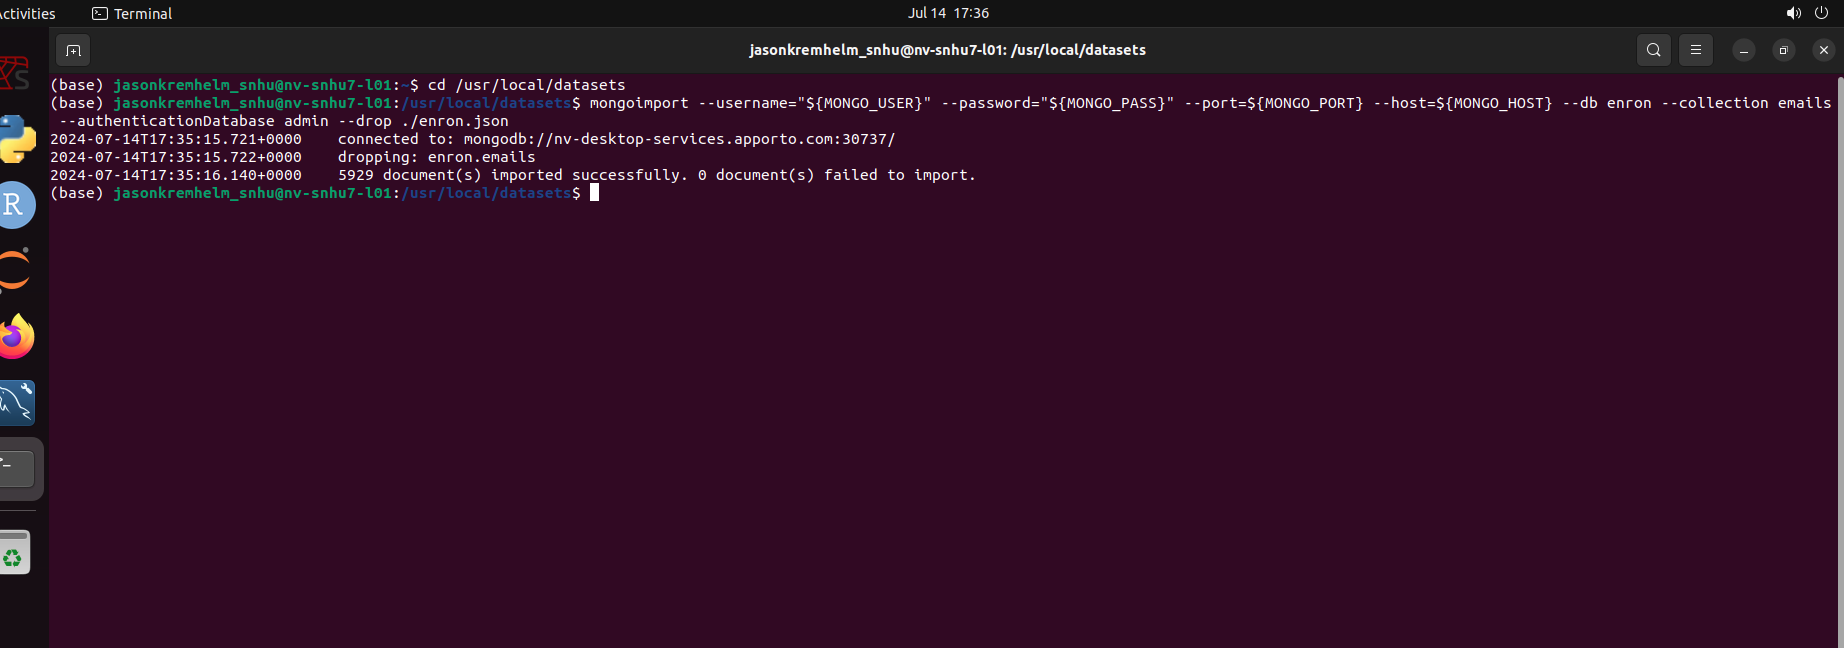 Activities
Terminal
Jul 14 17:36
jasonkremhelm_snhu@nv-snhu7-l01: /usr/local/datasets
(base) jasonkremhelm_snhu@nv-snhu7-l01:~$ cd /usr/local/datasets
(base) jasonkremhelm_snhu@nv-snhu7-l01:/usr/local/datasets$ mongoimport --username="${MONGO_USER}" --password="${MONGO_PASS}" --port=${MONGO_PORT} --host=${MONGO_HOST} --db enron --collection emails
--authenticationDatabase admin --drop ./enron.json
2024-07-14T17:35:15.721+0000    connected to: mongodb://nv-desktop-services.apporto.com:30737/
2024-07-14T17:35:15.722+0000    dropping: enron.emails
2024-07-14T17:35:16.140+0000    5929 document(s) imported successfully. 0 document(s) failed to import.
(base) jasonkremhelm_snhu@nv-snhu7-l01:/usr/local/datasets$
R